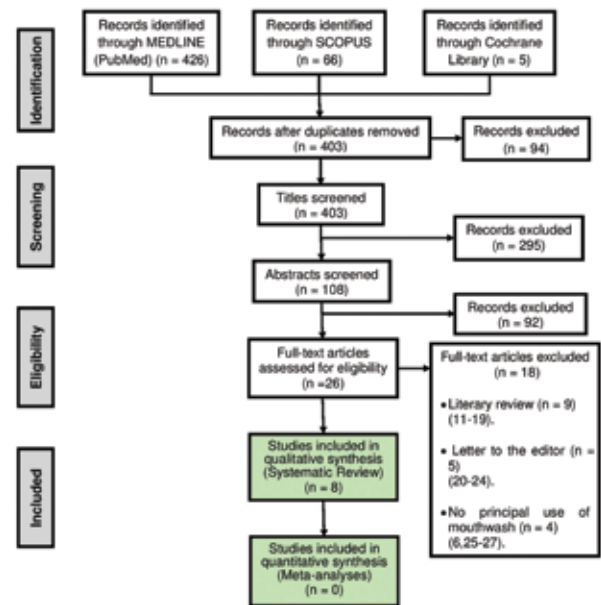 Identification
Records identified
through MEDLINE
(PubMed) (n = 426)
Records identified
through SCOPUS
(n = 66)
Records identified
through Cochrane
Library (n = 5)
Records after duplicates removed
(n = 403)
Records excluded
(n = 94)
Screening
Titles screened
(n = 403)
Records excluded
(n = 295)
Abstracts screened
(n = 108)
Records excluded
(n = 92)
Eligibility
Full-text articles
assessed for eligibility
(n =26)
Full-text articles excluded
(n = 18)
•Literary review (n = 9)
(11-19).
• Letter to the editor (n =
5)
(20-24).
•No principal use of
mouthwash (n = 4)
(6,25-27).
Included
Studies included in
qualitative synthesis
(Systematic Review)
(n = 8)
Studies included in
quantitative synthesis
(Meta-analyses)
(n = 0)